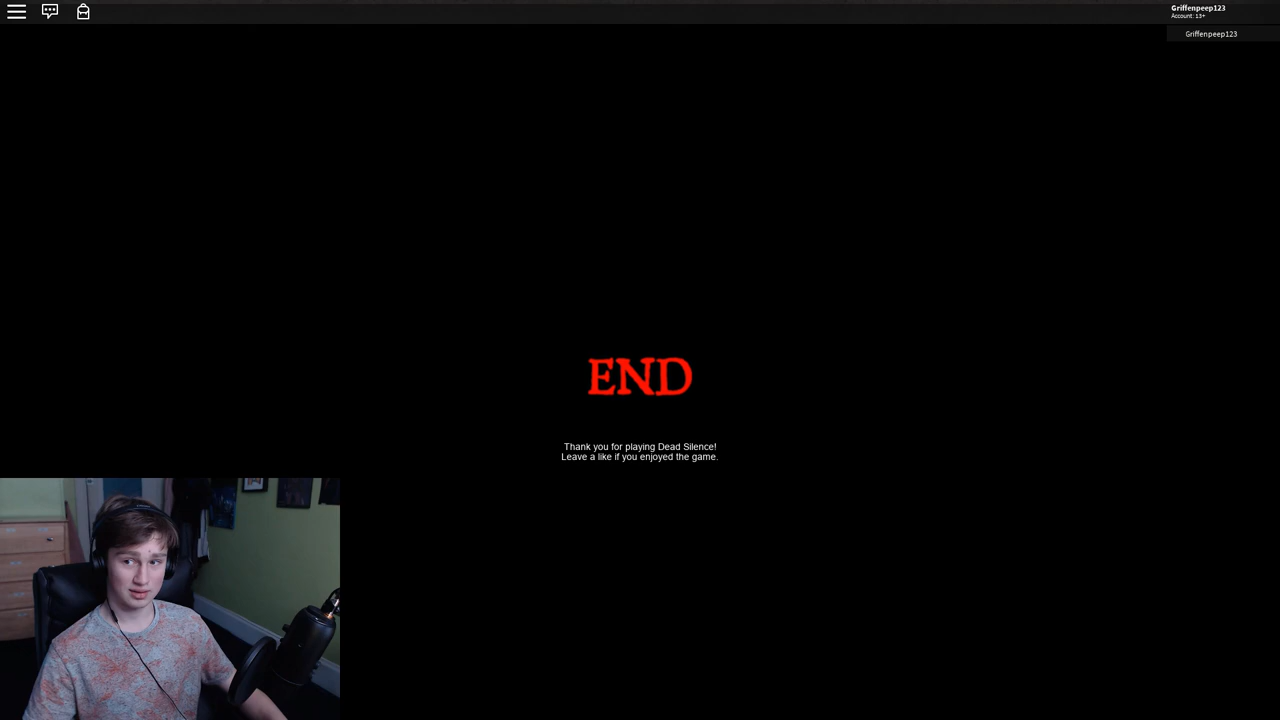 Griffenpeep123
Account: 13+
Griffenpeep123
END
Thank you for playing Dead Silence!
Leave a like if you enjoyed the game.